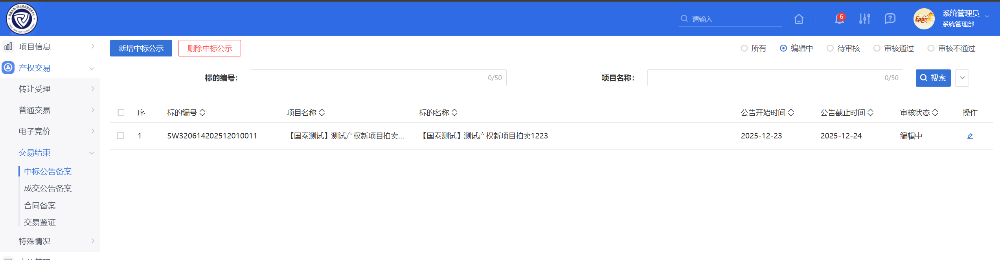 请输入
6
系统管理员
系统管理部
Epoint
项目信息
产权交易
转让受理
普通交易
电子竞价
交易结束
中标公告备案
成交公告备案
合同备案
交易鉴证
特殊情况
新增中标公示 删除中标公示
所有 编辑中 待审核 审核通过 审核不通过
标的编号： 0/50 项目名称： 0/50 搜索
序 标的编号 项目名称 标的名称 公告开始时间 公告截止时间 审核状态 操作
1 SW320614202512010011 【国泰测试】测试产权新项目拍卖... 【国泰测试】测试产权新项目拍卖1223 2025-12-23 2025-12-24 编辑中